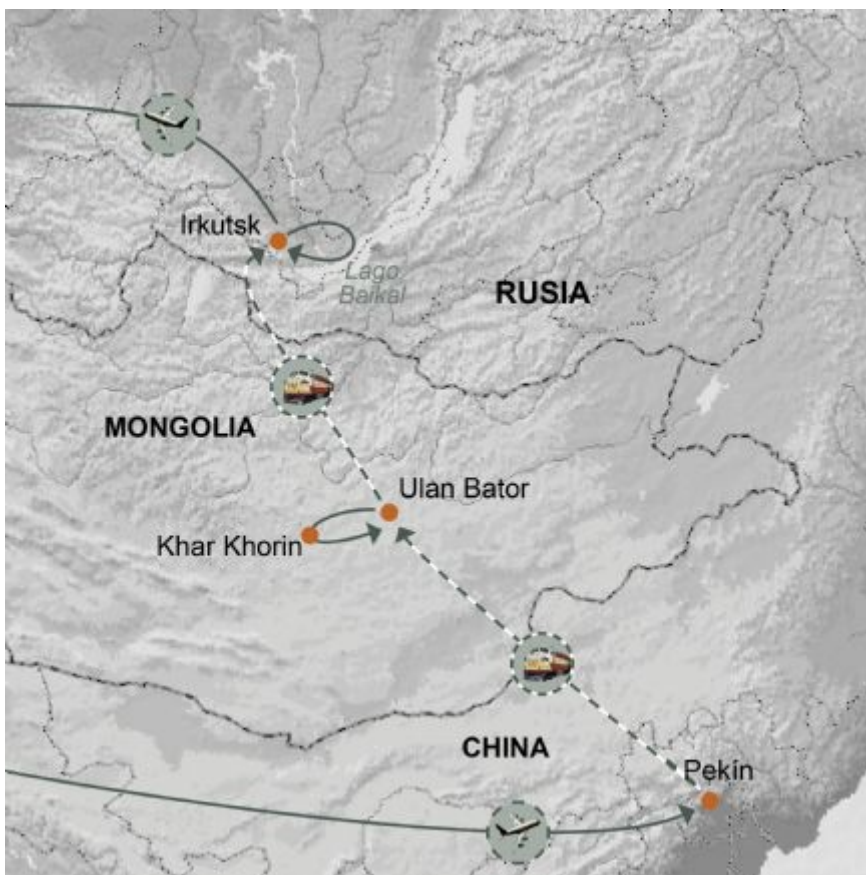 Irkutsk
Lago
Baikal
RUSIA
MONGOLIA
Ulan Bator
Khar Khorin
CHINA
Pekín